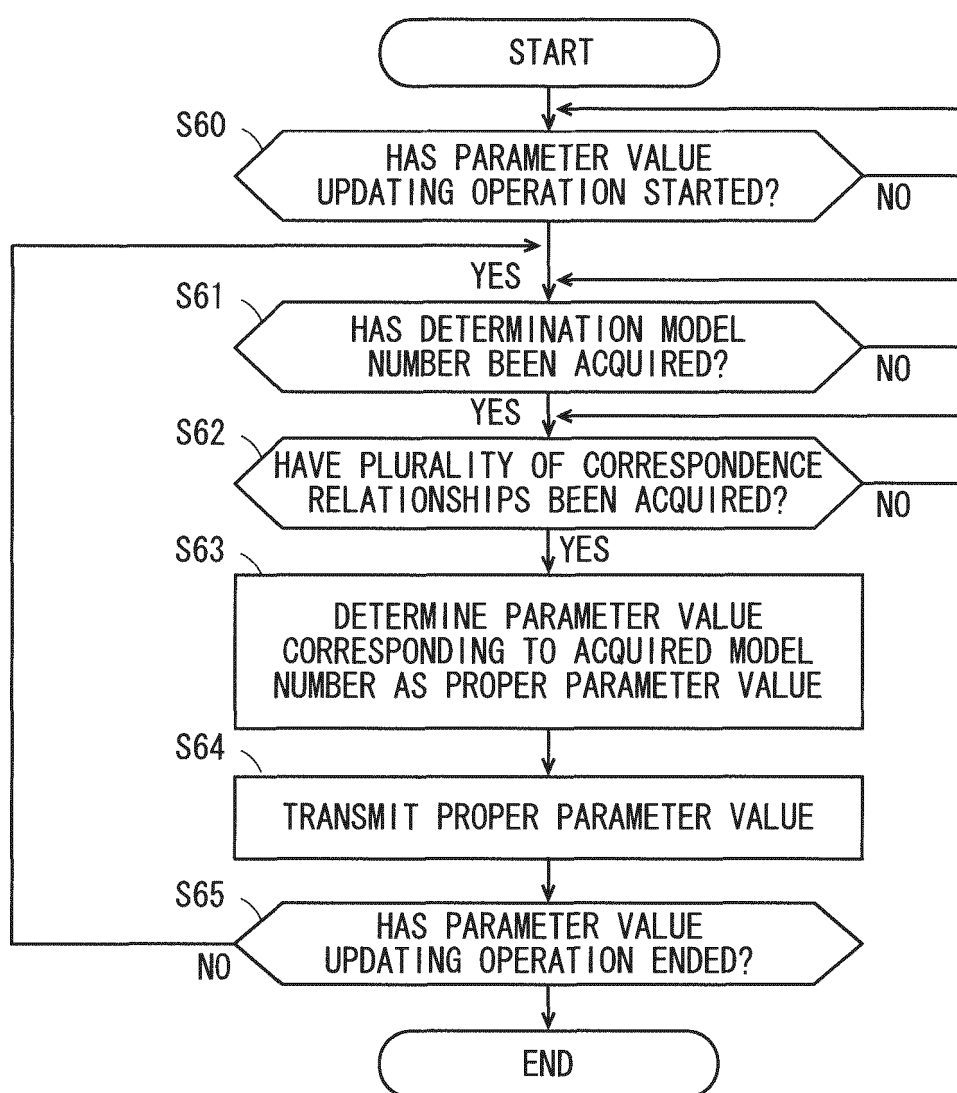 START
S60
HAS PARAMETER VALUE
UPDATING OPERATION STARTED?
NO
YES
S61
HAS DETERMINATION MODEL
NUMBER BEEN ACQUIRED?
NO
YES
S62
HAVE PLURALITY OF CORRESPONDENCE
RELATIONSHIPS BEEN ACQUIRED?
NO
YES
S63
DETERMINE PARAMETER VALUE
CORRESPONDING TO ACQUIRED MODEL
NUMBER AS PROPER PARAMETER VALUE
S64
TRANSMIT PROPER PARAMETER VALUE
S65
HAS PARAMETER VALUE
UPDATING OPERATION ENDED?
NO
END